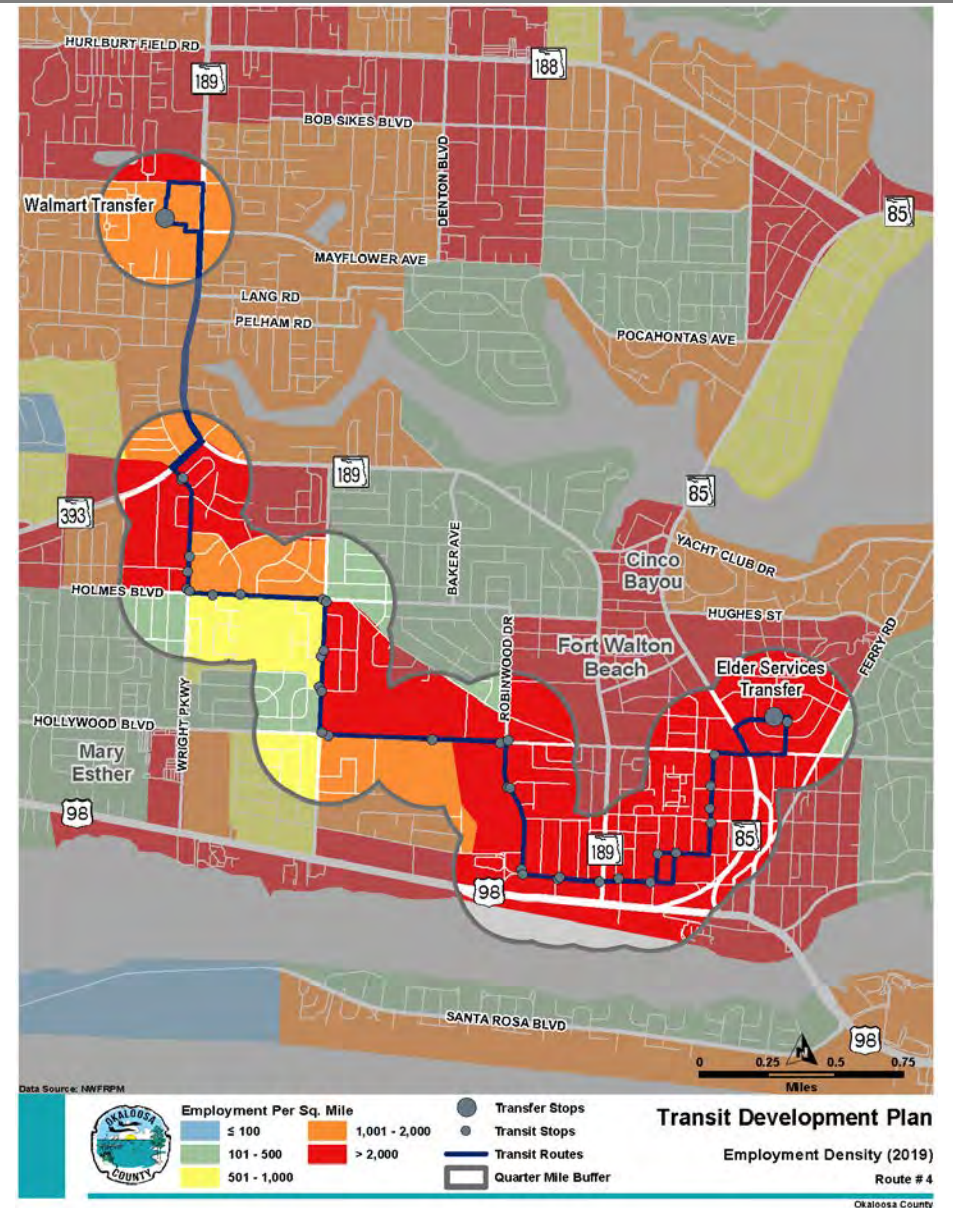 HURLBURT FIELD RD
189
188
BOB SIKES BLVD
DENTON BLVD
Walmart Transfer
85
MAYFLOWER AVE
LANG RD
PELHAM RD
POCAHONTAS AVE
189
85
393
BAKER AVE
YACHT CLUB DR
Cinco
Bayou
HOLMES BLVD
HUGHES ST
ROBINWOOD DR
FERRY RD
Fort Walton
Beach
Elder Services
Transfer
WRIGHT PKWY
HOLLYWOOD BLVD
Mary
Esther
98
189
85
98
SANTA ROSA BLVD
98
N
0 0.25 0.5 0.75
Miles
Data Source: NWFRPM
OKALOOSA
COUNTY
Employment Per Sq. Mile
≤ 100
101 - 500
501 - 1,000
1,001 - 2,000
> 2,000
Transfer Stops
Transit Stops
Transit Routes
Quarter Mile Buffer
Transit Development Plan
Employment Density (2019)
Route # 4
Okaloosa County